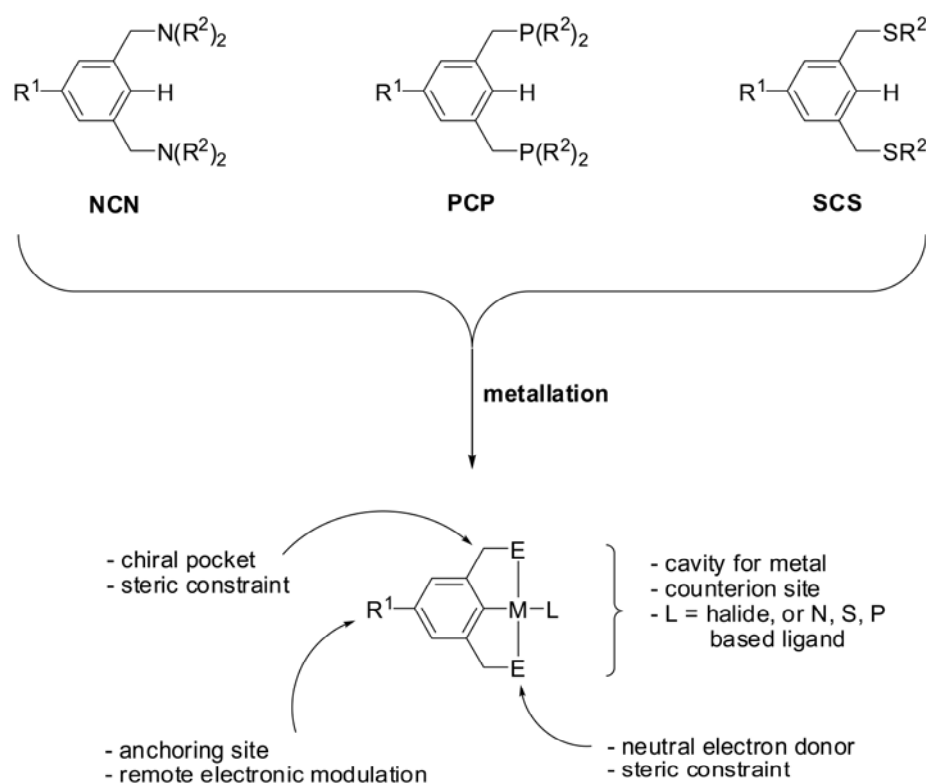 N(R²)₂
R¹
H
N(R²)₂
NCN
P(R²)₂
R¹
H
P(R²)₂
PCP
SR²
R¹
H
SR²
SCS
metallation
- chiral pocket
- steric constraint
E
R¹
M-L
E
- cavity for metal
- counterion site
- L = halide, or N, S, P
based ligand
- anchoring site
- remote electronic modulation
- neutral electron donor
- steric constraint